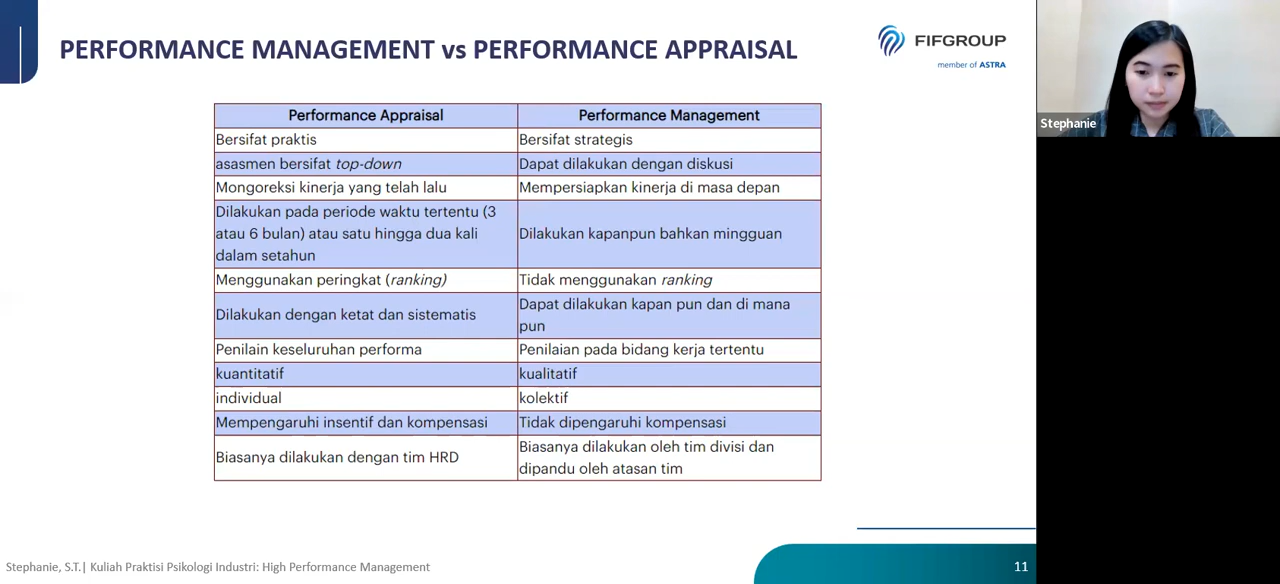 PERFORMANCE MANAGEMENT vs PERFORMANCE APPRAISAL
FIFGROUP
member of ASTRA
Stephanie
Performance Appraisal
Performance Management
Bersifat praktis
Bersifat strategis
asasmen bersifat top-down
Dapat dilakukan dengan diskusi
Mongoreksi kinerja yang telah lalu
Mempersiapkan kinerja di masa depan
Dilakukan pada periode waktu tertentu (3
atau 6 bulan) atau satu hingga dua kali
dalam setahun
Dilakukan kapanpun bahkan mingguan
Menggunakan peringkat (ranking)
Tidak menggunakan ranking
Dilakukan dengan ketat dan sistematis
Dapat dilakukan kapan pun dan di mana
pun
Penilain keseluruhan performa
Penilaian pada bidang kerja tertentu
kuantitatif
kualitatif
individual
kolektif
Mempengaruhi insentif dan kompensasi
Tidak dipengaruhi kompensasi
Biasanya dilakukan dengan tim HRD
Biasanya dilakukan oleh tim divisi dan
dipandu oleh atasan tim
Stephanie, S.T.| Kuliah Praktisi Psikologi Industri: High Performance Management
11